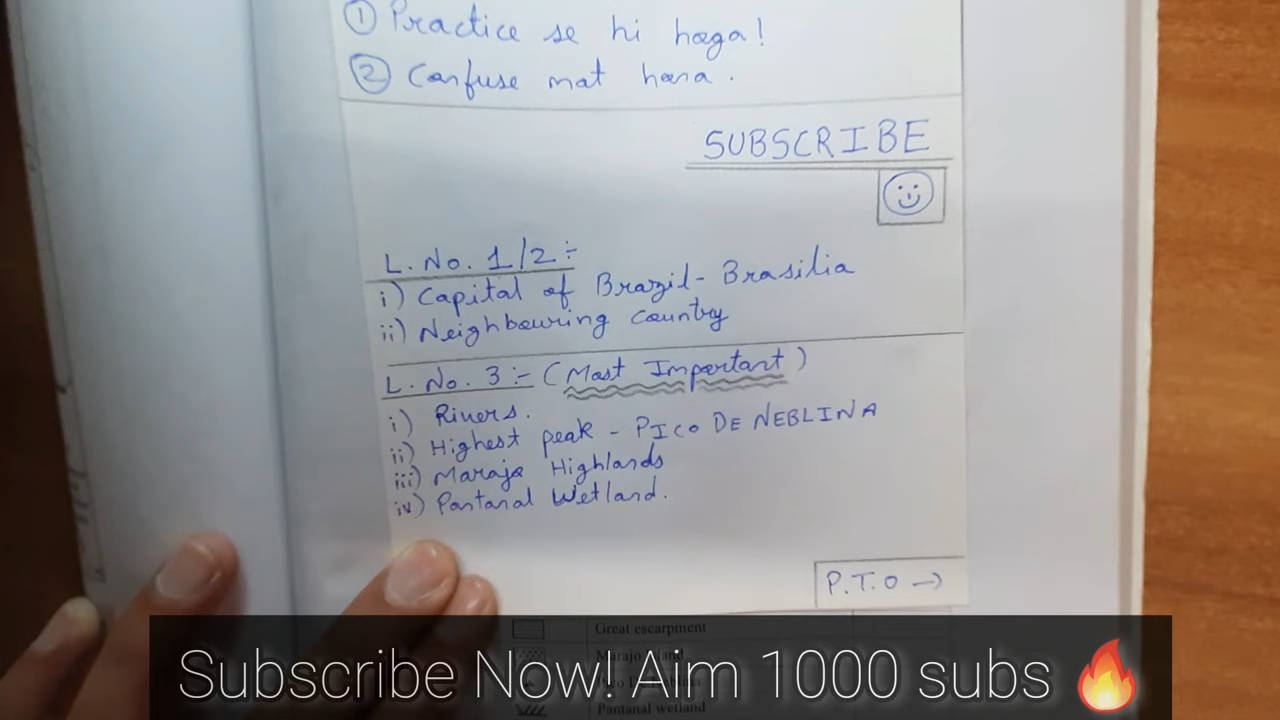 ① Practice se hi hoga!
② Confuse mat hona.
SUBSCRIBE
L. No. 1/2 :-
i) Capital of Brazil - Brasilia
ii) Neighbouring Country
L. No. 3 :- (Most Important)
i) Rivers.
ii) Highest peak - PICO DE NEBLINA
iii) Marajo Highlands
iv) Pantanal Wetland.
P.T.O →
Great escarpment
Pantanal wetland
Subscribe Now! Aim 1000 subs 🔥